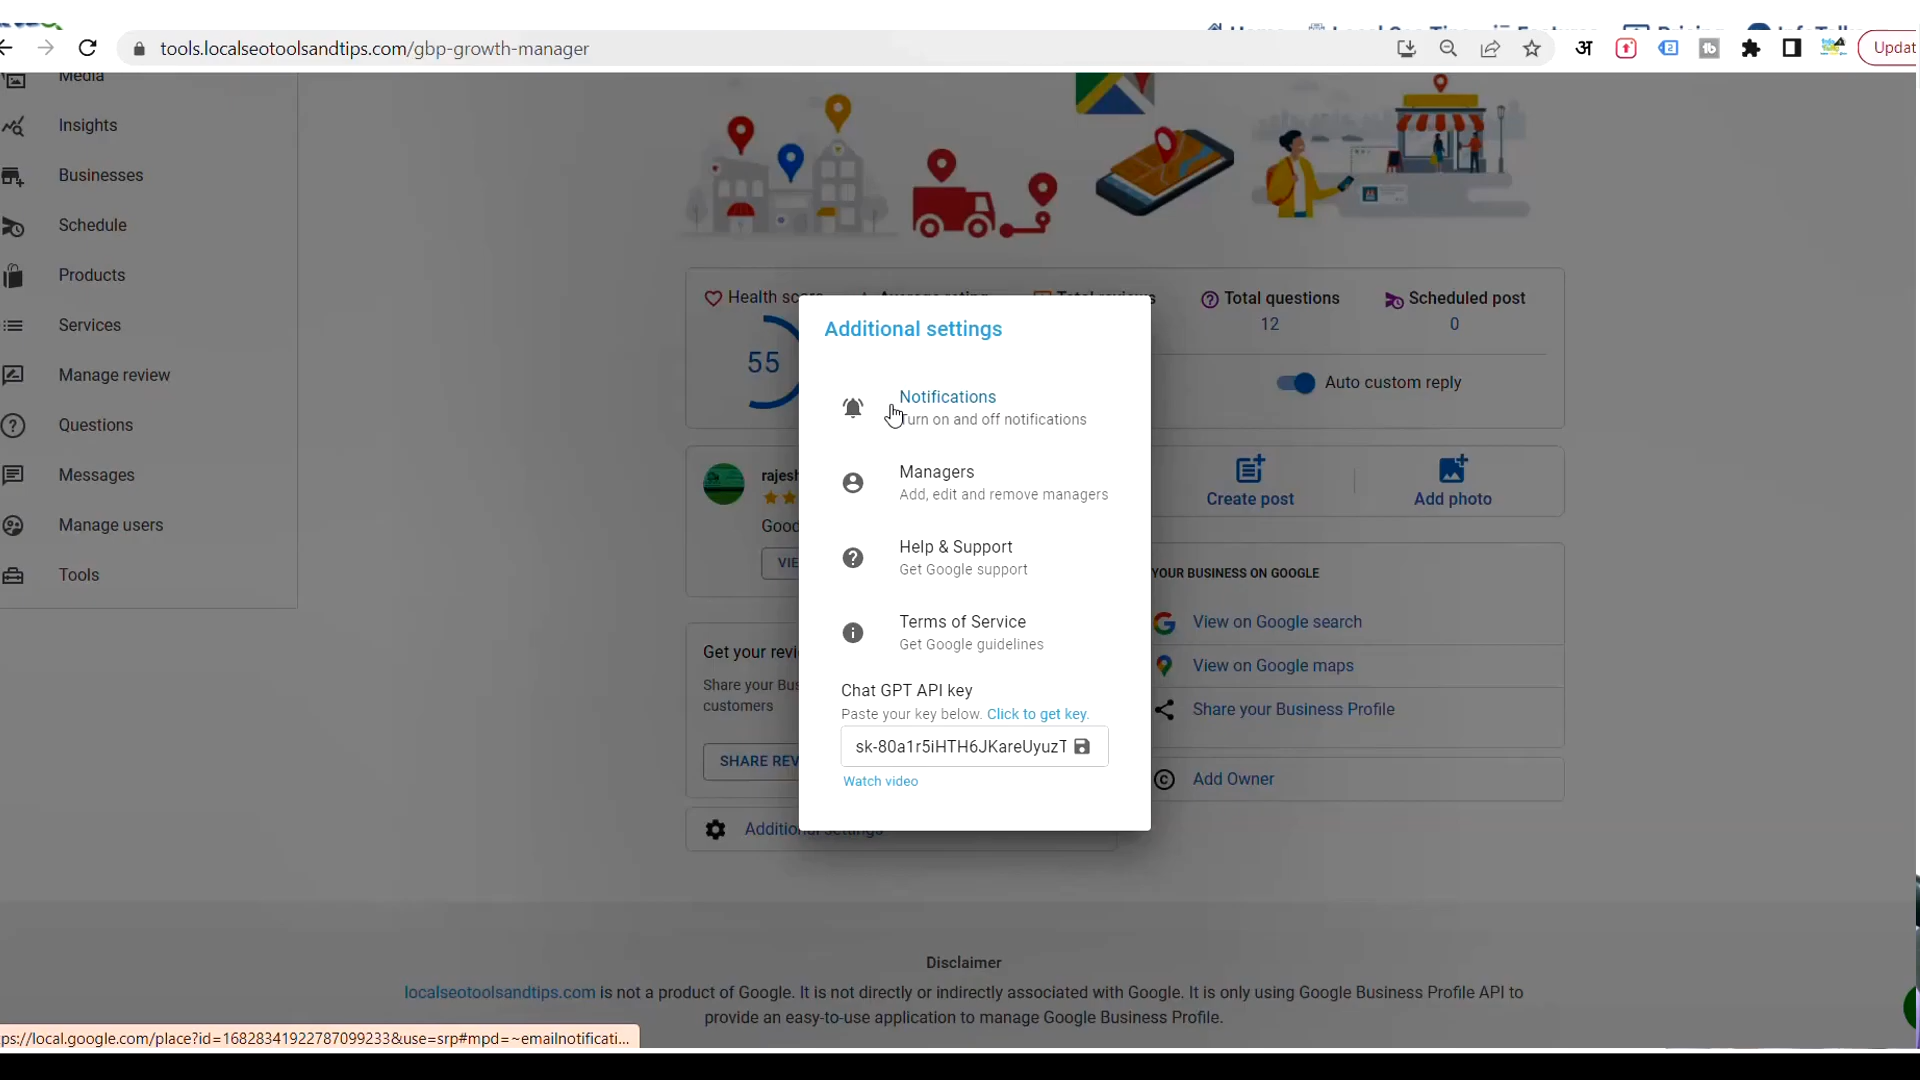 tools.localseotoolsandtips.com/gbp-growth-manager
अ
Updat
Media
Insights
Businesses
Schedule
Products
Services
Manage review
Questions
Messages
Manage users
Tools
Health
Total questions
12
Scheduled post
0
55
Auto custom reply
Additional settings
Notifications
Turn on and off notifications
Managers
Add, edit and remove managers
Help & Support
Get Google support
Terms of Service
Get Google guidelines
Chat GPT API key
Paste your key below. Click to get key.
sk-80a1r5iHTH6JKareUyuzT
Watch video
rajesh
Good
VIE
Create post
Add photo
YOUR BUSINESS ON GOOGLE
View on Google search
View on Google maps
Share your Business Profile
Add Owner
Get your revi
Share your Bus
customers
SHARE REV
Additional settings
Disclaimer
localseotoolsandtips.com is not a product of Google. It is not directly or indirectly associated with Google. It is only using Google Business Profile API to
provide an easy-to-use application to manage Google Business Profile.
ps://local.google.com/place?id=16828341922787099233&use=srp#mpd=~emailnotificati...